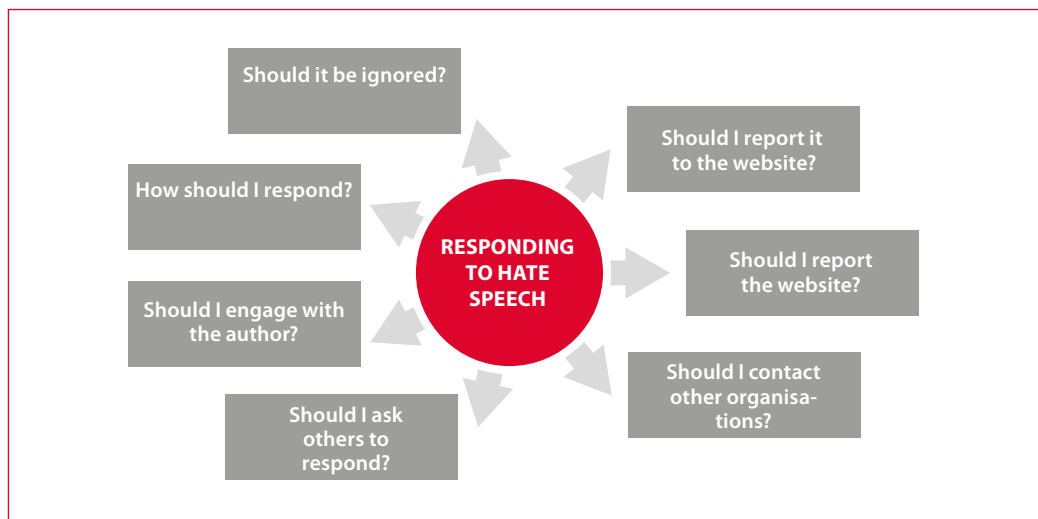 Should it be ignored?
Should I report it
to the website?
How should I respond?
RESPONDING
TO HATE
SPEECH
Should I report
the website?
Should I engage with
the author?
Should I contact
other organisa-
tions?
Should I ask
others to
respond?